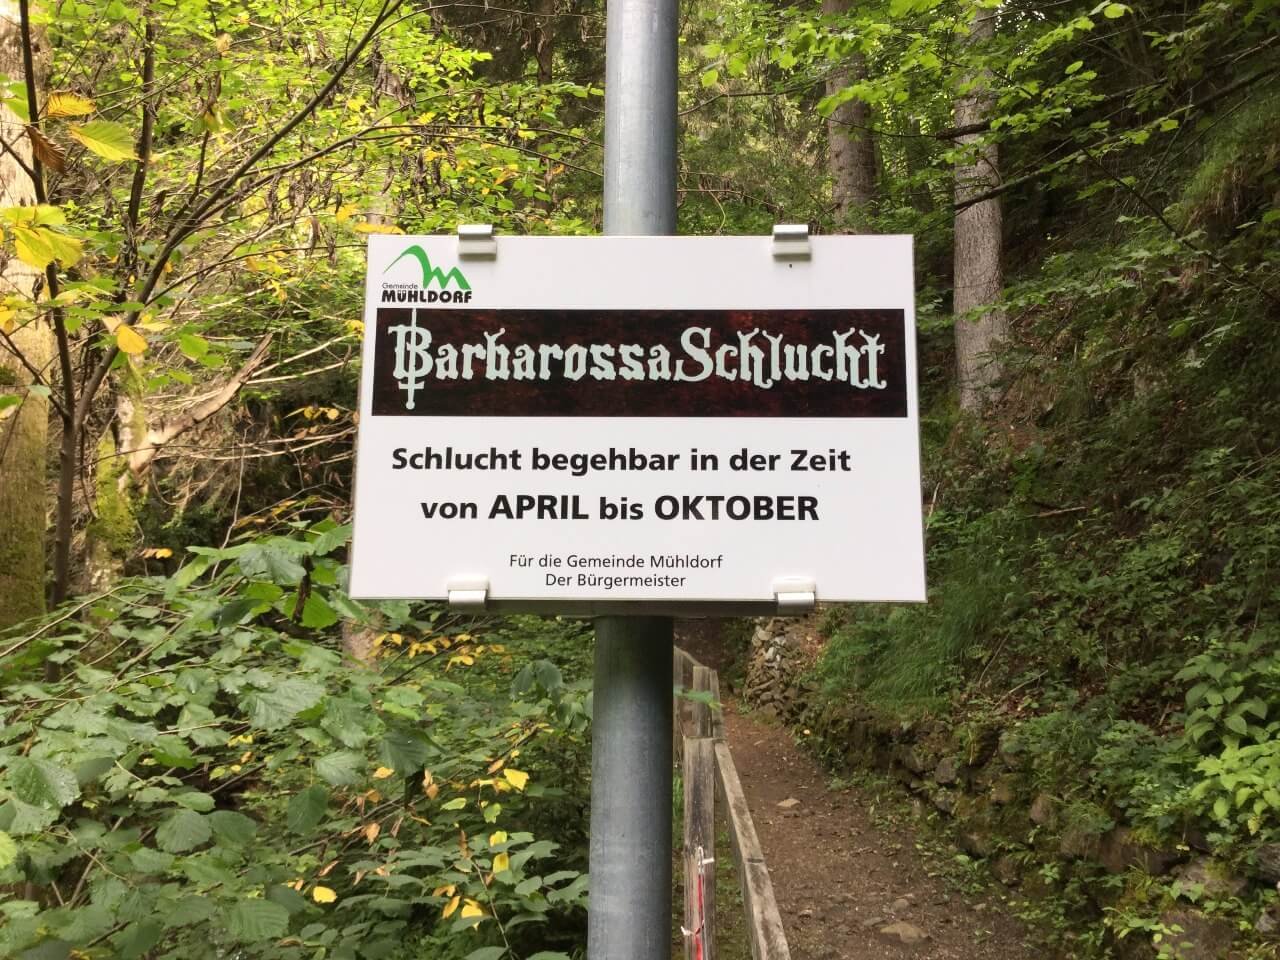 Gemeinde
MÜHLDORF
BarbarossaSchlucht
Schlucht begehbar in der Zeit
von APRIL bis OKTOBER
Für die Gemeinde Mühldorf
Der Bürgermeister